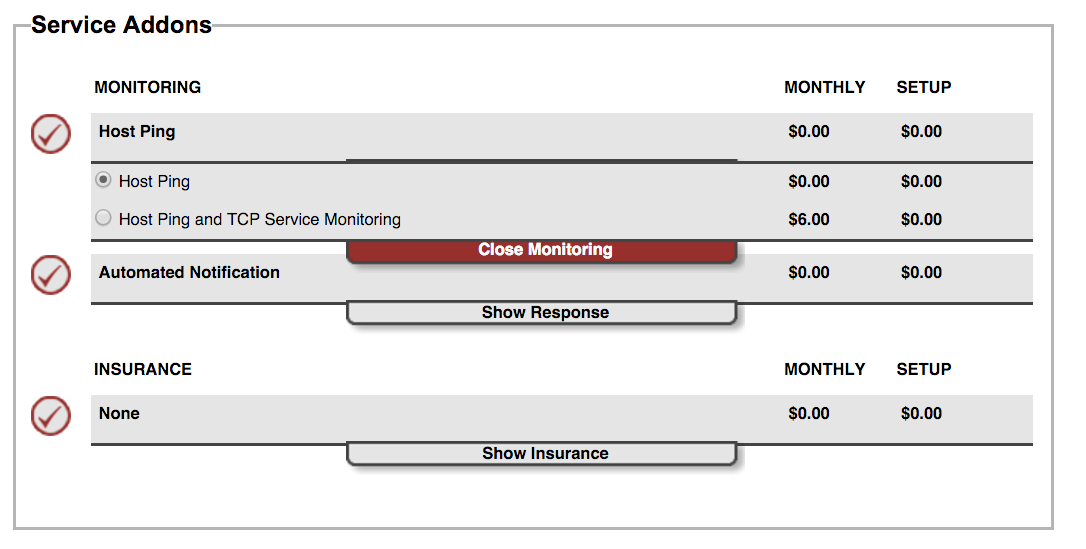 Service Addons
MONITORING MONTHLY SETUP
Host Ping $0.00 $0.00
Host Ping $0.00 $0.00
Host Ping and TCP Service Monitoring $6.00 $0.00
Close Monitoring
Automated Notification $0.00 $0.00
Show Response
INSURANCE MONTHLY SETUP
None $0.00 $0.00
Show Insurance